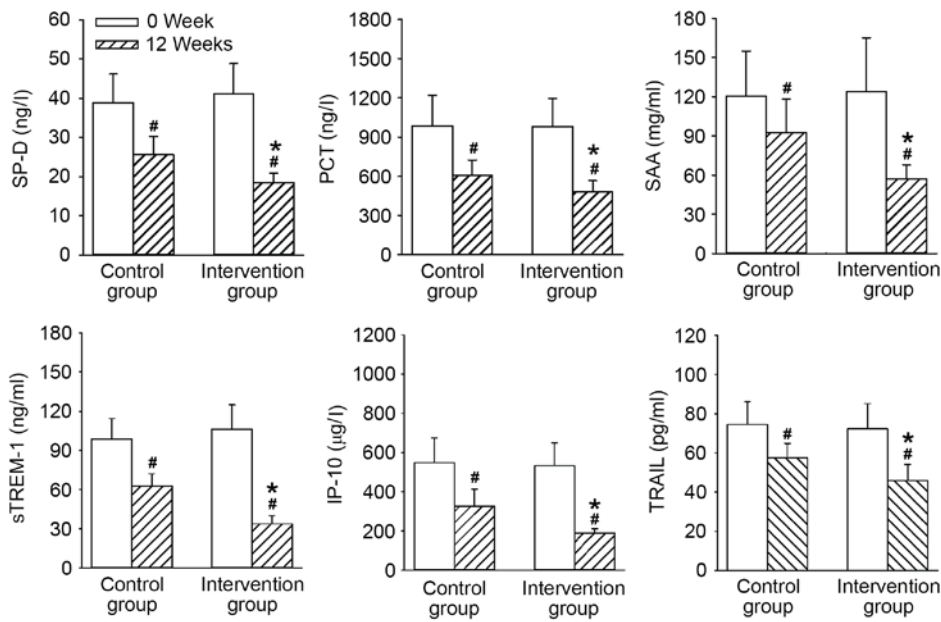 SP-D (ng/l)
60
50
40
30
20
10
0
0 Week
12 Weeks
#
*
#
Control
group
Intervention
group
PCT (ng/l)
1800
1500
1200
900
600
300
0
#
*
#
Control
group
Intervention
group
SAA (mg/ml)
180
150
120
90
60
30
0
#
*
#
Control
group
Intervention
group
sTREM-1 (ng/ml)
180
150
120
90
60
30
0
#
*
#
Control
group
Intervention
group
IP-10 (μg/l)
1200
1000
800
600
400
200
0
#
*
#
Control
group
Intervention
group
TRAIL (pg/ml)
120
100
80
60
40
20
0
#
*
#
Control
group
Intervention
group